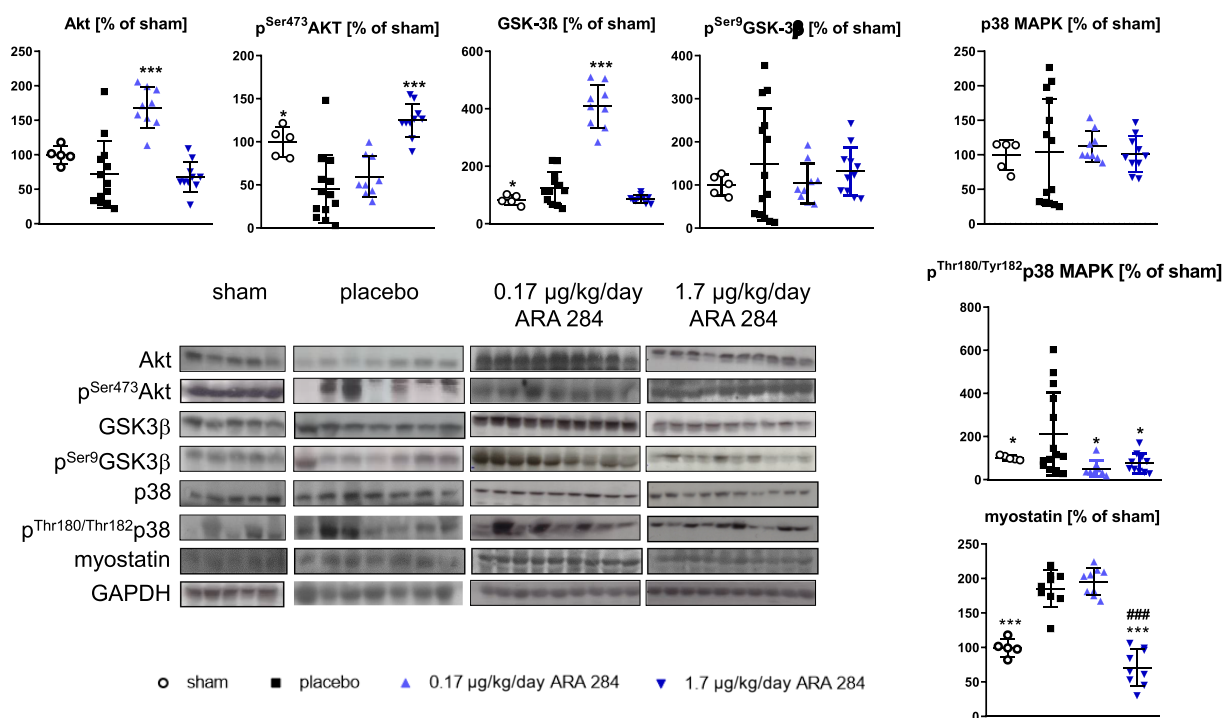 Akt [% of sham]
250
200
150
100
50
0
***
pSer473AKT [% of sham]
200
150
100
50
0
*
***
GSK-3ß [% of sham]
600
400
200
0
*
***
pSer9GSK-3β [% of sham]
400
300
200
100
0
p38 MAPK [% of sham]
250
200
150
100
50
0
pThr180/Tyr182p38 MAPK [% of sham]
800
600
400
200
0
*
*
*
sham
placebo
0.17 µg/kg/day
ARA 284
1.7 µg/kg/day
ARA 284
Akt
pSer473Akt
GSK3β
pSer9GSK3β
p38
pThr180/Thr182p38
myostatin
GAPDH
myostatin [% of sham]
250
200
150
100
50
0
***
###
***
sham
placebo
0.17 µg/kg/day ARA 284
1.7 µg/kg/day ARA 284